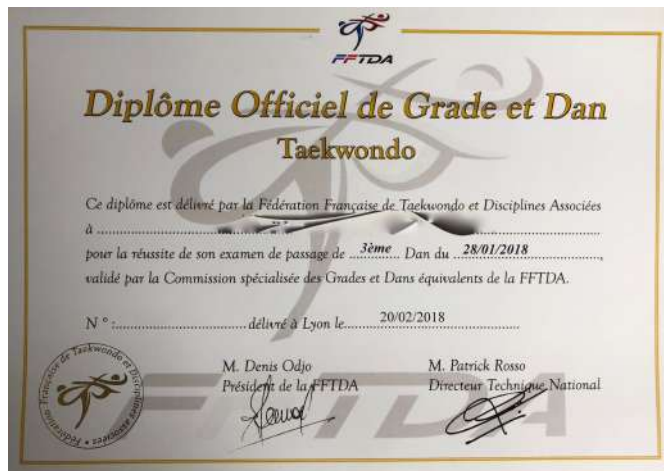 FFTDA
Diplôme Officiel de Grade et Dan
Taekwondo
Ce diplôme est délivré par la Fédération Française de Taekwondo et Disciplines Associées
à
pour la réussite de son examen de passage de 3ème Dan du 28/01/2018,
validé par la Commission spécialisée des Grades et Dans équivalents de la FFTDA.
N° : délivré à Lyon le 20/02/2018
M. Denis Odjo
Président de la FFTDA
M. Patrick Rosso
Directeur Technique National
Fédération Française de Taekwondo et Disciplines Associées
FFTDA